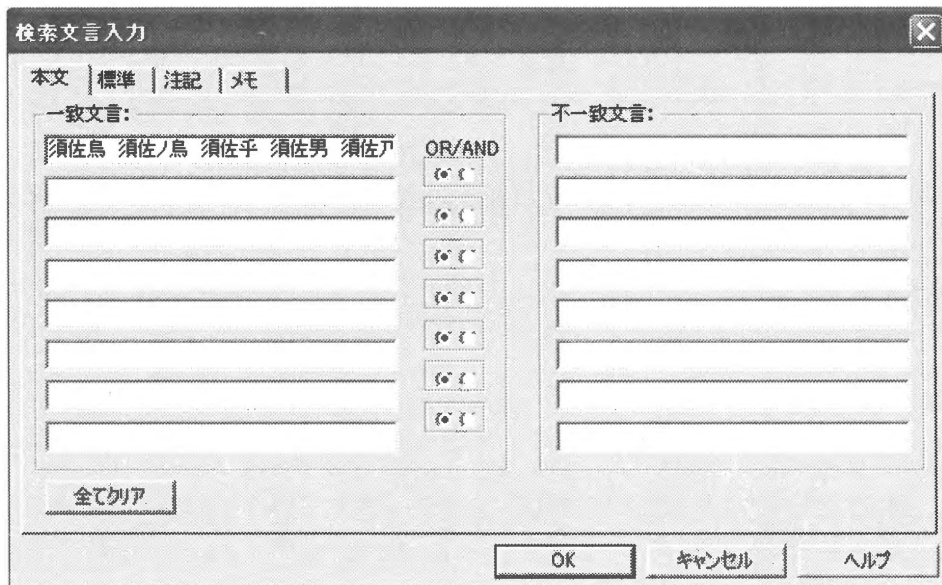 検索文言入力
本文 標準 注記 メモ
一致文言:
須佐鳥 須佐ノ鳥 須佐乎 須佐男 須佐ア
OR/AND
不一致文言:
全てクリア
OK キャンセル ヘルプ